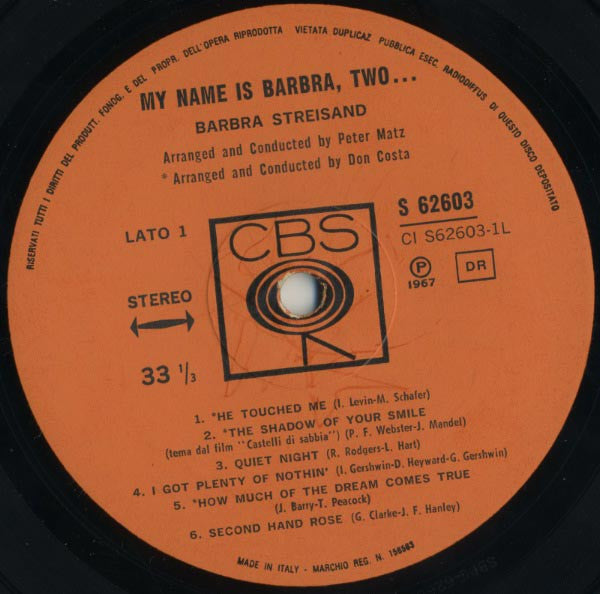 RISERVATI TUTTI I DIRITTI DEL PRODUTT. FONOG. E DEL PROPR. DELL'OPERA RIPRODOTTA VIETATA DUPLICAZ. PUBBLICA ESEC. RADIODIFFUS DI QUESTO DISCO DEPOSITATO
MY NAME IS BARBRA, TWO...
BARBRA STREISAND
Arranged and Conducted by Peter Matz
* Arranged and Conducted by Don Costa
LATO 1
S 62603
CI S62603-1L
CBS
P
DR
1967
STEREO
33 1/3
1. *HE TOUCHED ME (I. Levin-M. Schafer)
2. *THE SHADOW OF YOUR SMILE
(tema dal film "Castelli di sabbia") (P. F. Webster-J. Mandel)
3. QUIET NIGHT (R. Rodgers-L. Hart)
4. I GOT PLENTY OF NOTHIN' (I. Gershwin-D. Heyward-G. Gershwin)
5. *HOW MUCH OF THE DREAM COMES TRUE
(J. Barry-T. Peacock)
6. SECOND HAND ROSE (G. Clarke-J. F. Hanley)
MADE IN ITALY - MARCHIO REG. N. 156583